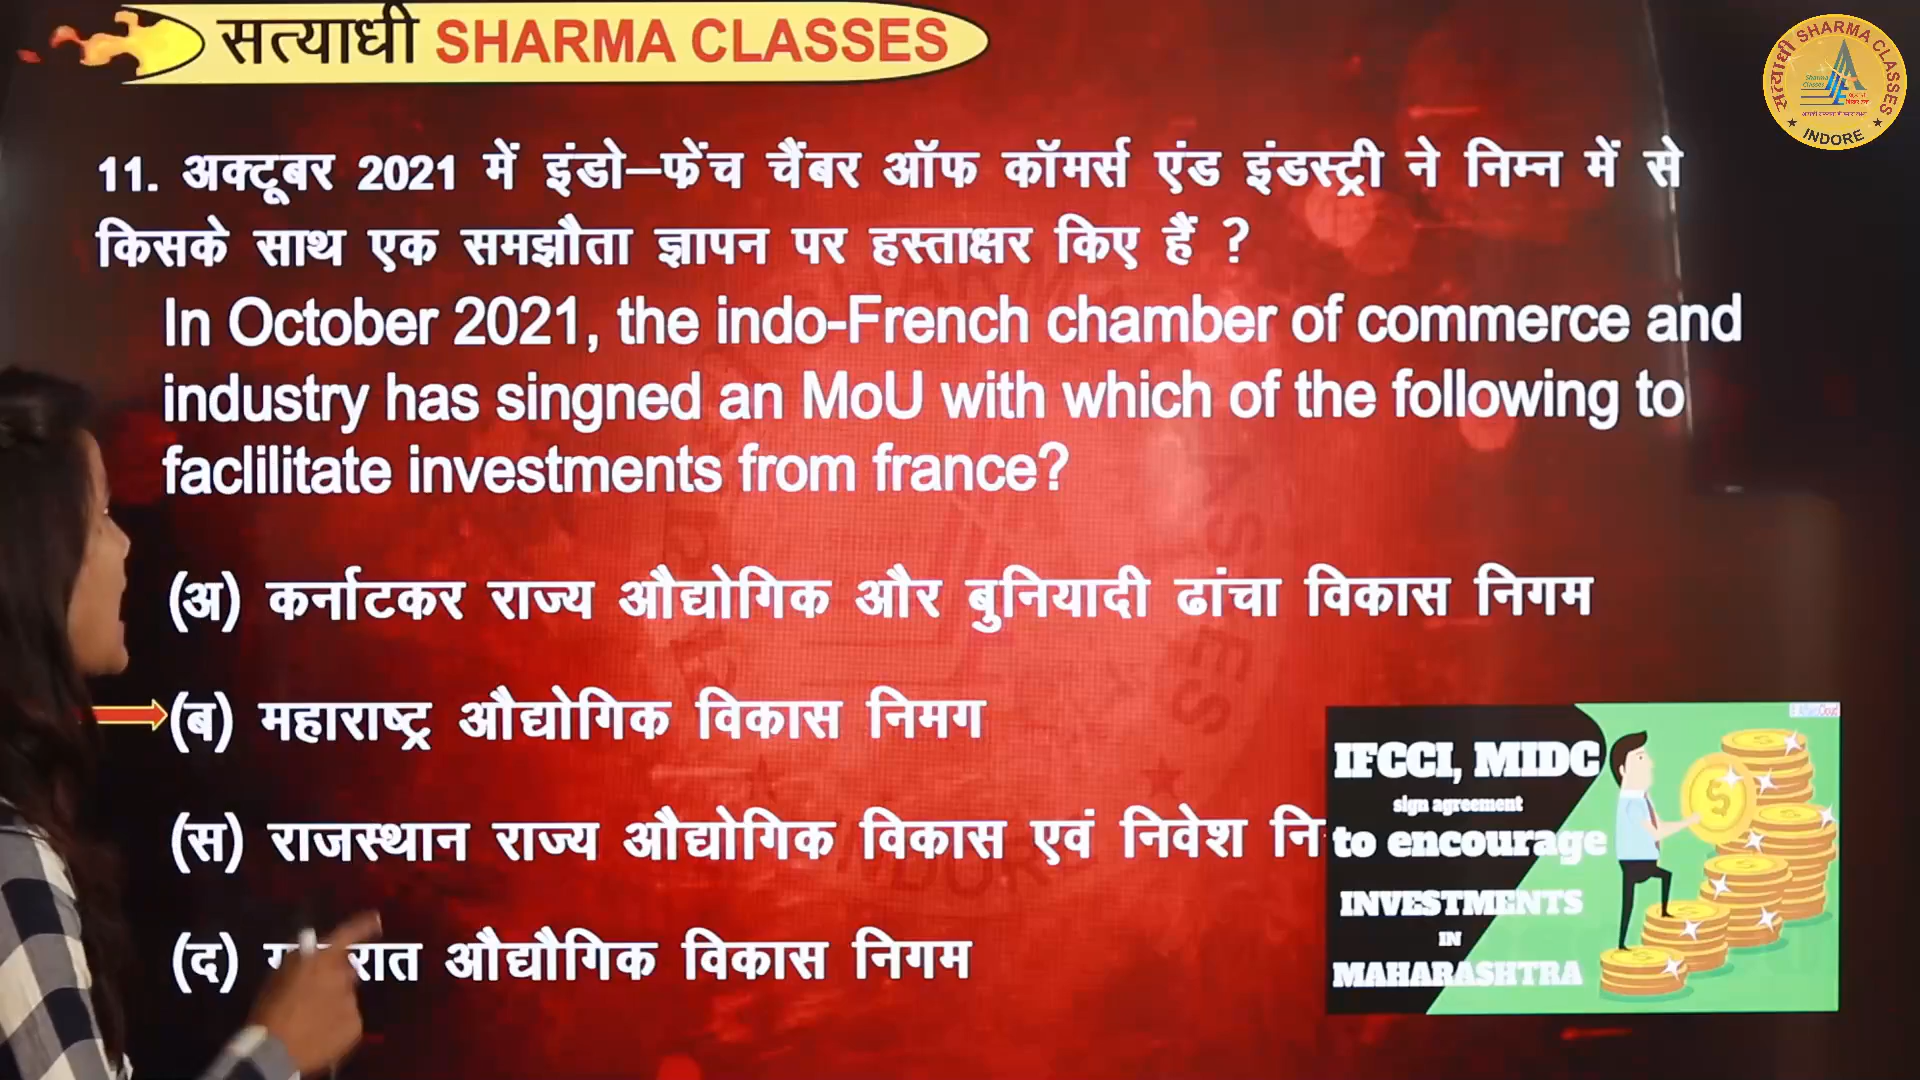 सत्याधी SHARMA CLASSES
सत्याधी SHARMA CLASSES
Sharma
Classes
★ INDORE ★
11. अक्टूबर 2021 में इंडो–फेंच चैंबर ऑफ कॉमर्स एंड इंडस्ट्री ने निम्न में से
किसके साथ एक समझौता ज्ञापन पर हस्ताक्षर किए हैं ?
In October 2021, the indo-French chamber of commerce and
industry has singned an MoU with which of the following to
faclilitate investments from france?
(अ) कर्नाटकर राज्य औद्योगिक और बुनियादी ढांचा विकास निगम
(ब) महाराष्ट्र औद्योगिक विकास निमग
(स) राजस्थान राज्य औद्योगिक विकास एवं निवेश नि
(द) औद्यौगिक विकास निगम
IFCCI, MIDC
sign agreement
to encourage
INVESTMENTS
IN
MAHARASHTRA